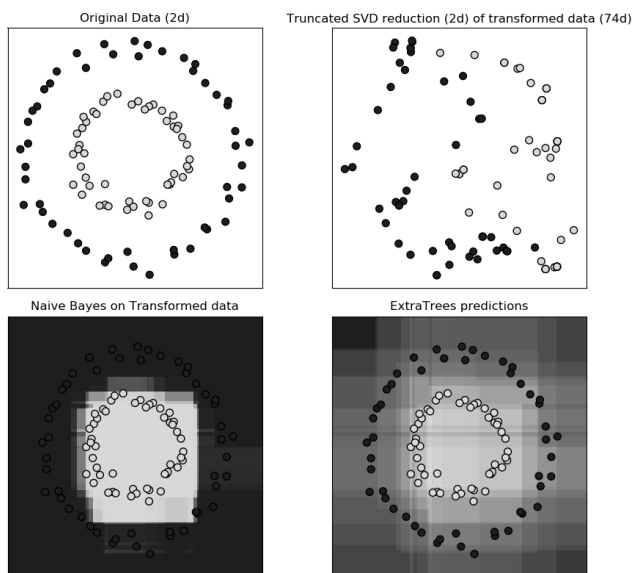 Original Data (2d)
Truncated SVD reduction (2d) of transformed data (74d)
Naive Bayes on Transformed data
ExtraTrees predictions